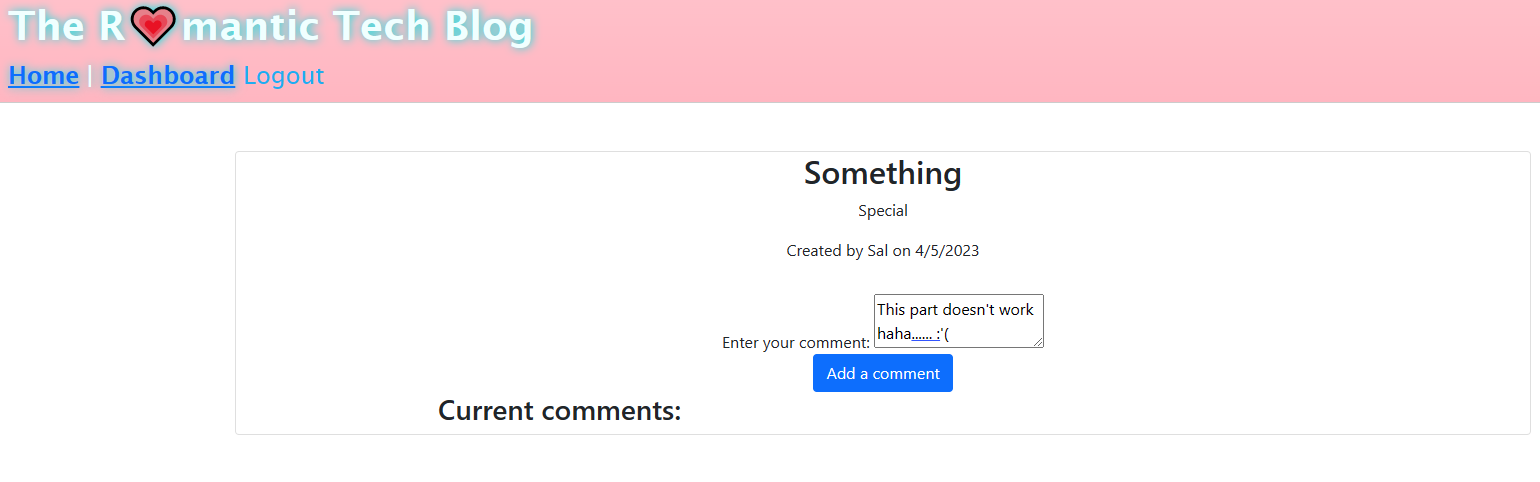 The R❤mantic Tech Blog
Home | Dashboard Logout
Something
Special
Created by Sal on 4/5/2023
Enter your comment: This part doesn't work
haha...... :'(
Add a comment
Current comments: